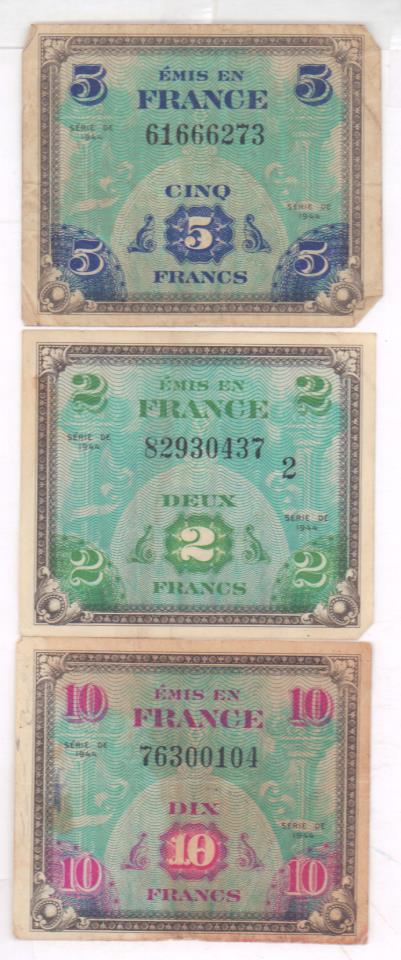 5 ÉMIS EN 5
FRANCE
61666273
SÉRIE DE
1944
CINQ
SÉRIE DE
1944
5
5 FRANCS 5
2 ÉMIS EN 2
FRANCE
82930437
SÉRIE DE
1944
2
DEUX
SÉRIE DE
1944
2
2 FRANCS 2
10 ÉMIS EN 10
FRANCE
76300104
SÉRIE DE
1944
DIX
SÉRIE DE
1944
10
10 FRANCS 10